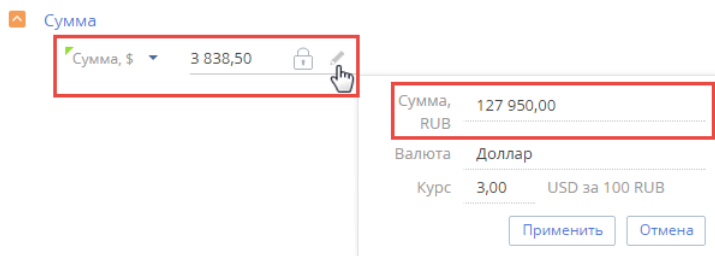 Сумма
Сумма, $ 3 838,50
Сумма, RUB 127 950,00
Валюта Доллар
Курс 3,00 USD за 100 RUB
Применить Отмена